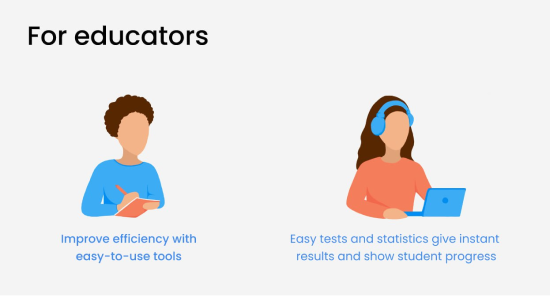 For educators
Improve efficiency with
easy-to-use tools
Easy tests and statistics give instant
results and show student progress